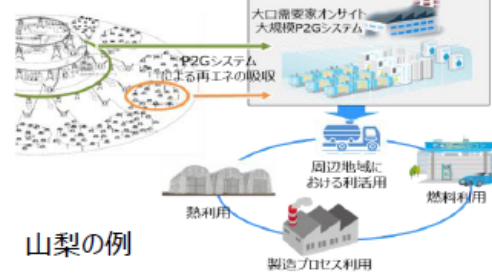 大口需要家オンサイト
大規模P2Gシステム
P2Gシステム
による再エネの吸収
周辺地域に
おける利活用
熱利用
燃料利用
製造プロセス利用
山梨の例